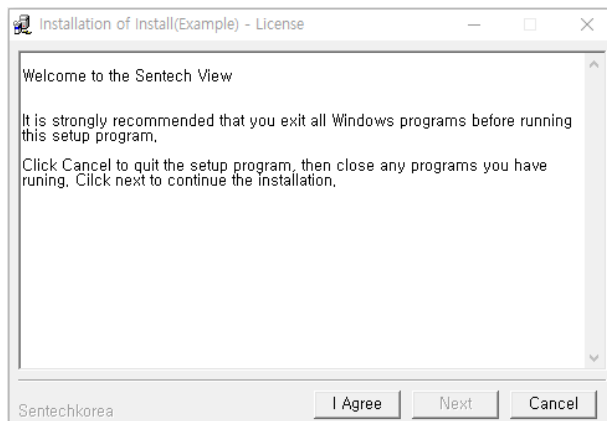 Installation of Install(Example) - License
Welcome to the Sentech View
It is strongly recommended that you exit all Windows programs before running
this setup program,
Click Cancel to quit the setup program, then close any programs you have
runing, Cilck next to continue the installation,
Sentechkorea
I Agree
Next
Cancel